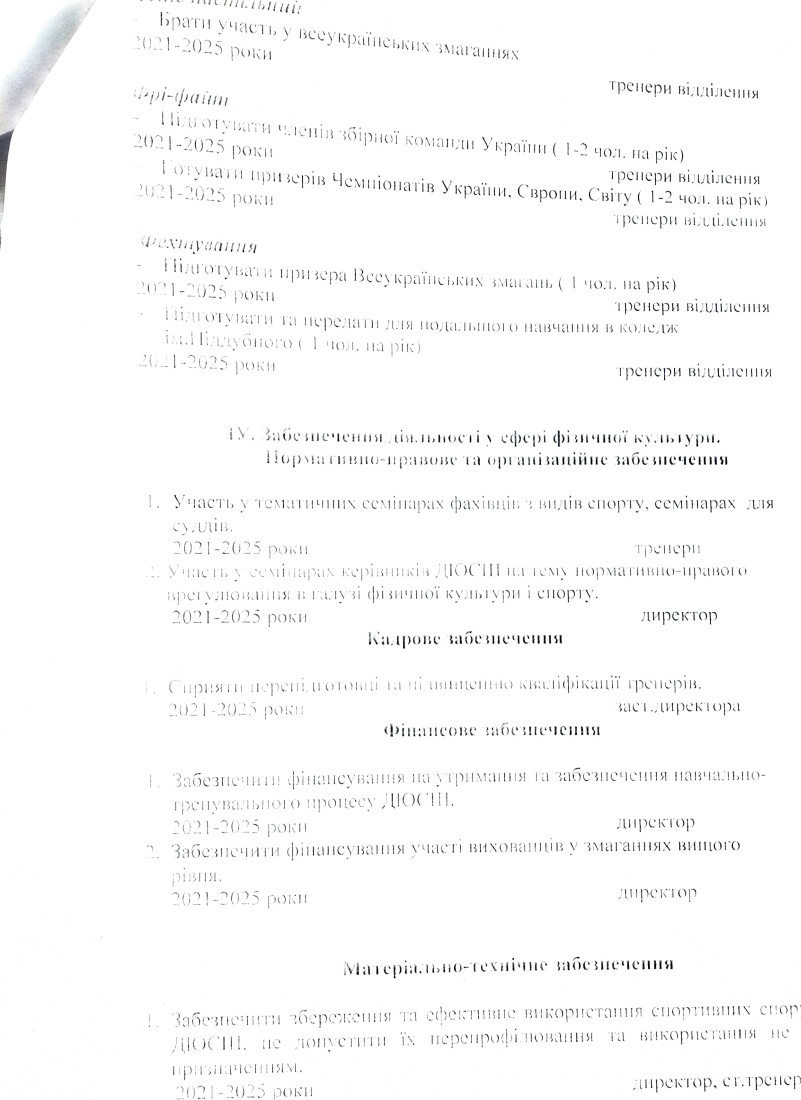 настільний:
- Брати участь у всеукраїнських змаганнях
2021-2025 роки
тренери відділення
Фрі-файт
- Підготувати членів збірної команди України ( 1-2 чол. на рік)
2021-2025 роки
тренери відділення
- Готувати призерів Чемпіонатів України, Європи, Світу ( 1-2 чол. на рік)
2021-2025 роки
тренери відділення
Фехтування
- Підготувати призера Всеукраїнських змагань ( 1 чол. на рік)
2021-2025 роки
тренери відділення
- Підготувати та передати для подальшого навчання в коледж
ім.Піддубного ( 1 чол. на рік)
2021-2025 роки
тренери відділення
ІУ. Забезпечення діяльності у сфері фізичної культури.
Нормативно-правове та організаційне забезпечення
1. Участь у тематичних семінарах фахівців з видів спорту, семінарах для
суддів.
2021-2025 роки тренери
2. Участь у семінарах керівників ДЮСШ на тему нормативно-правого
врегулювання в галузі фізичної культури і спорту.
2021-2025 роки директор
Кадрове забезпечення
1. Сприяти перепідготовці та підвищенню кваліфікації тренерів.
2021-2025 роки заст.директора
Фінансове забезпечення
1. Забезпечити фінансування на утримання та забезпечення навчально-
тренувального процесу ДЮСШ.
2021-2025 роки директор
2. Забезпечити фінансування участі вихованців у змаганнях вищого
рівня.
2021-2025 роки директор
Матеріально-технічне забезпечення
1. Забезпечити збереження та ефективне використання спортивних спор
ДЮСШ, не допустити їх перепрофілювання та використання не
призначенням.
2021-2025 роки директор, ст.тренер